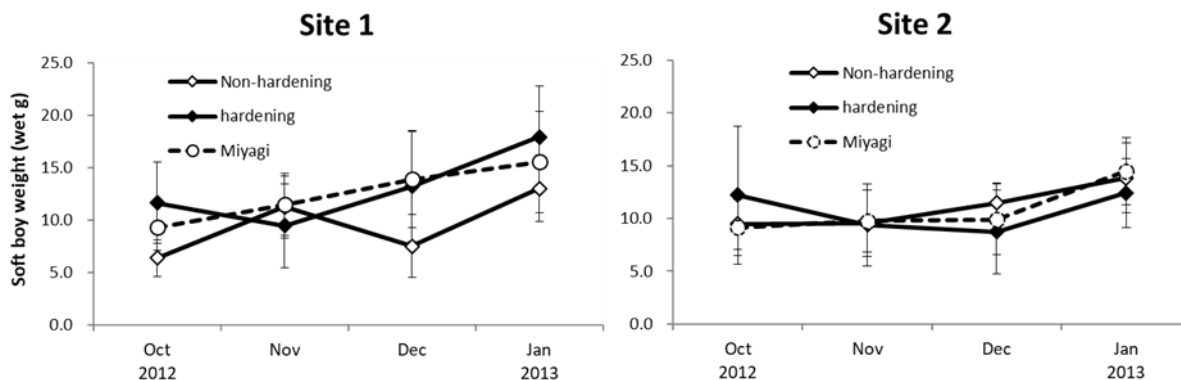 Site 1
Soft boy weight (wet g)
25.0
20.0
15.0
10.0
5.0
0.0
Non-hardening
hardening
Miyagi
Oct
2012
Nov
Dec
Jan
2013
Site 2
25.0
20.0
15.0
10.0
5.0
0.0
Non-hardening
hardening
Miyagi
Oct
2012
Nov
Dec
Jan
2013